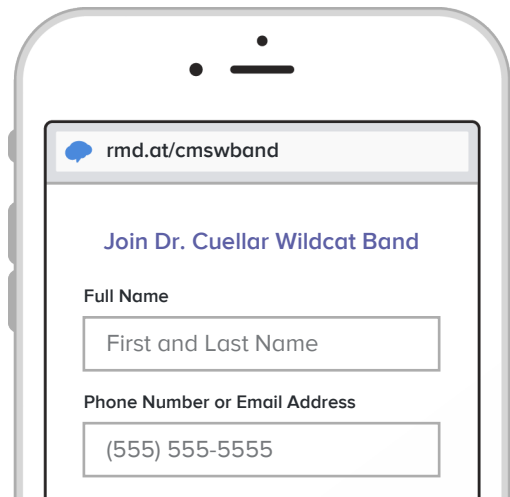 rmd.at/cmswband
Join Dr. Cuellar Wildcat Band
Full Name
First and Last Name
Phone Number or Email Address
(555) 555-5555